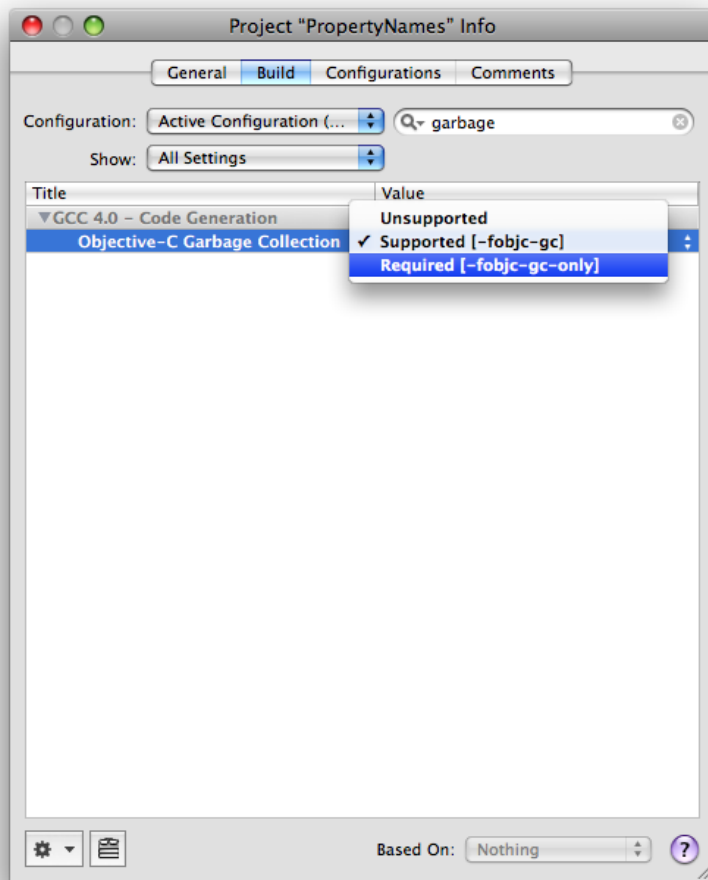 Project “PropertyNames” Info
General Build Configurations Comments
Configuration: Active Configuration (... garbage
Show: All Settings
Title Value
GCC 4.0 – Code Generation
Unsupported
Objective-C Garbage Collection ✓ Supported [-fobjc-gc]
Required [-fobjc-gc-only]
Based On: Nothing ?